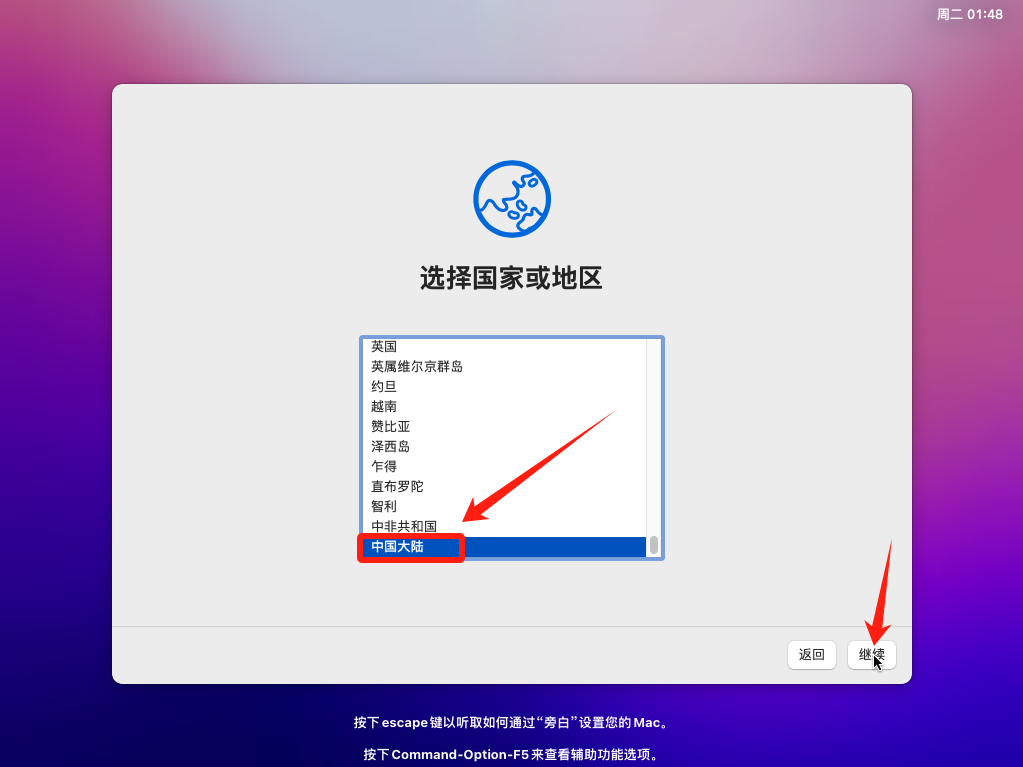 周二 01:48
选择国家或地区
英国
英属维尔京群岛
约旦
越南
赞比亚
泽西岛
乍得
直布罗陀
智利
中非共和国
中国大陆
返回
继续
按下 escape 键以听取如何通过“旁白”设置您的 Mac。
按下 Command-Option-F5 来查看辅助功能选项。